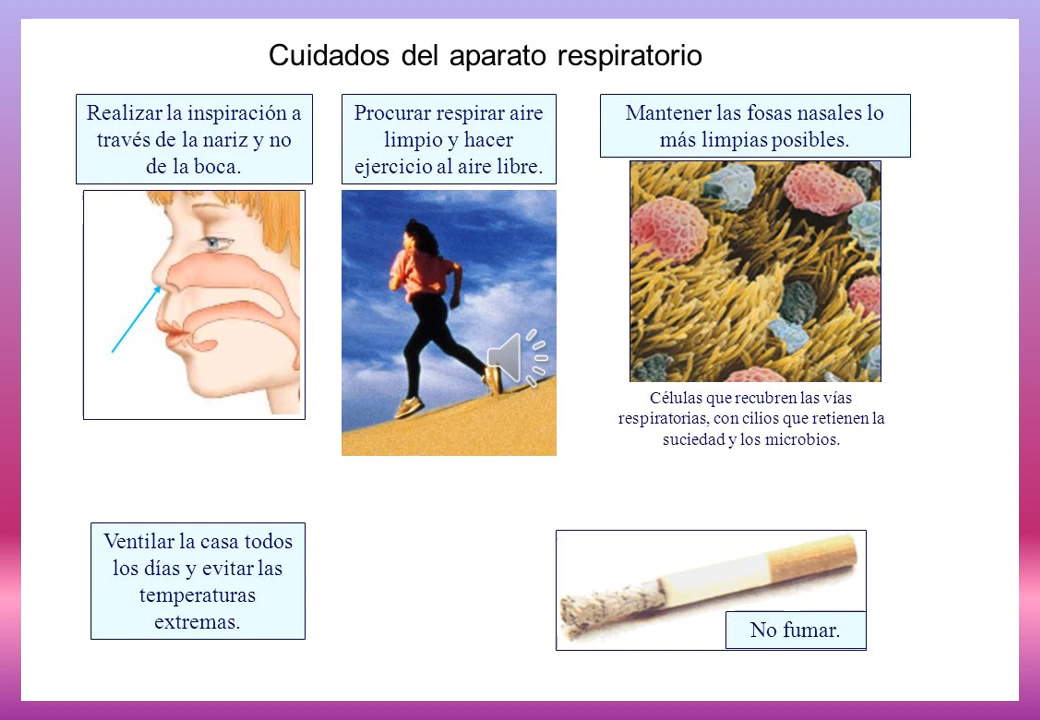 Cuidados del aparato respiratorio
Realizar la inspiración a
través de la nariz y no
de la boca.
Procurar respirar aire
limpio y hacer
ejercicio al aire libre.
Mantener las fosas nasales lo
más limpias posibles.
Células que recubren las vías
respiratorias, con cilios que retienen la
suciedad y los microbios.
Ventilar la casa todos
los días y evitar las
temperaturas
extremas.
No fumar.